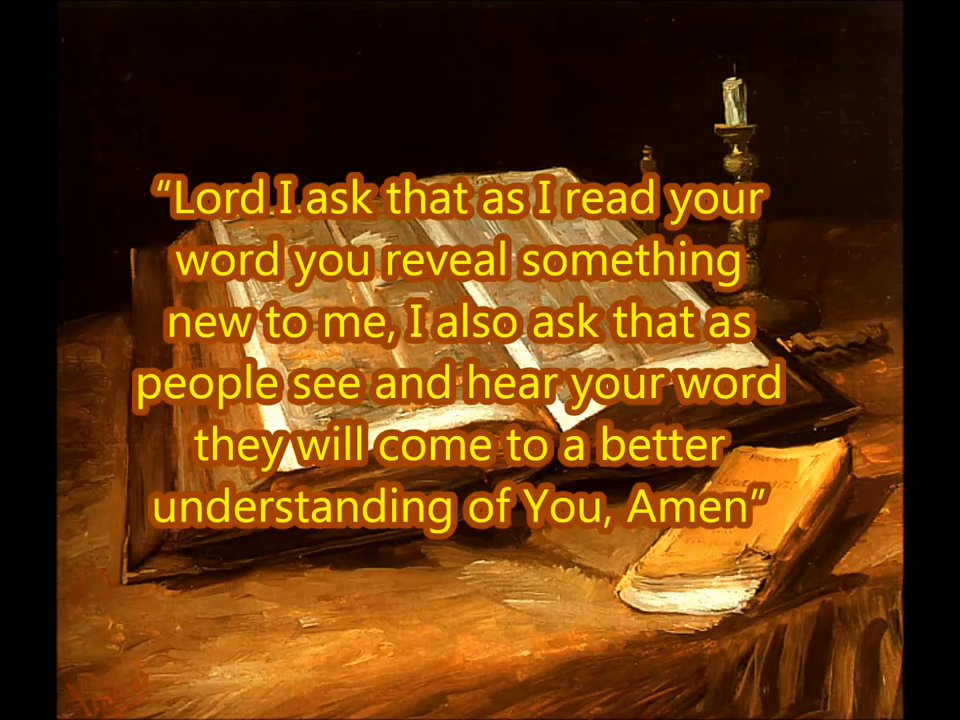 “Lord I ask that as I read your
word you reveal something
new to me, I also ask that as
people see and hear your word
they will come to a better
understanding of You, Amen”